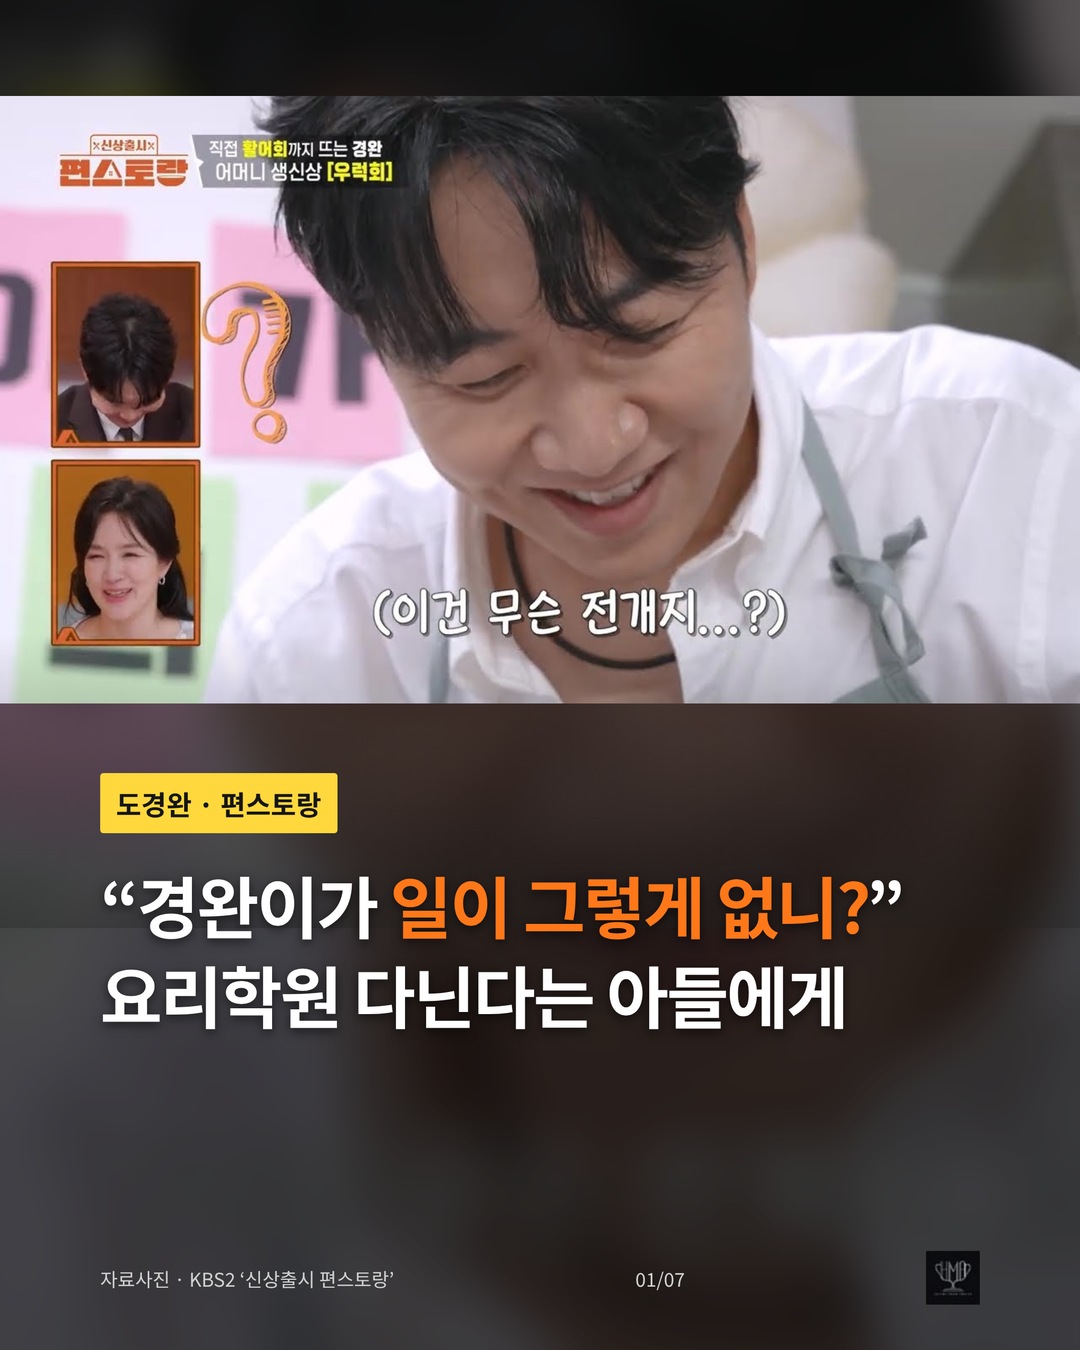 신상출시
편스토랑
직접 활어회까지 뜨는 경완
어머니 생신상 [우럭회]
?
(이건 무슨 전개지...?)
도경완 · 편스토랑
“경완이가 일이 그렇게 없니?”
요리학원 다닌다는 아들에게
자료사진 · KBS2 ‘신상출시 편스토랑’
01/07